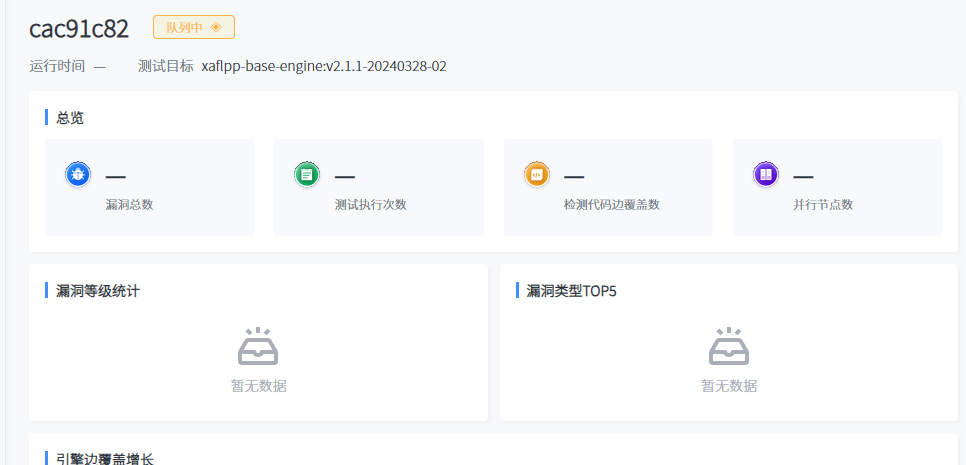 cac91c82 队列中
运行时间 — 测试目标 xaflpp-base-engine:v2.1.1-20240328-02
总览
— — — —
漏洞总数 测试执行次数 检测代码边覆盖数 并行节点数
漏洞等级统计 漏洞类型TOP5
暂无数据 暂无数据
引擎边覆盖增长